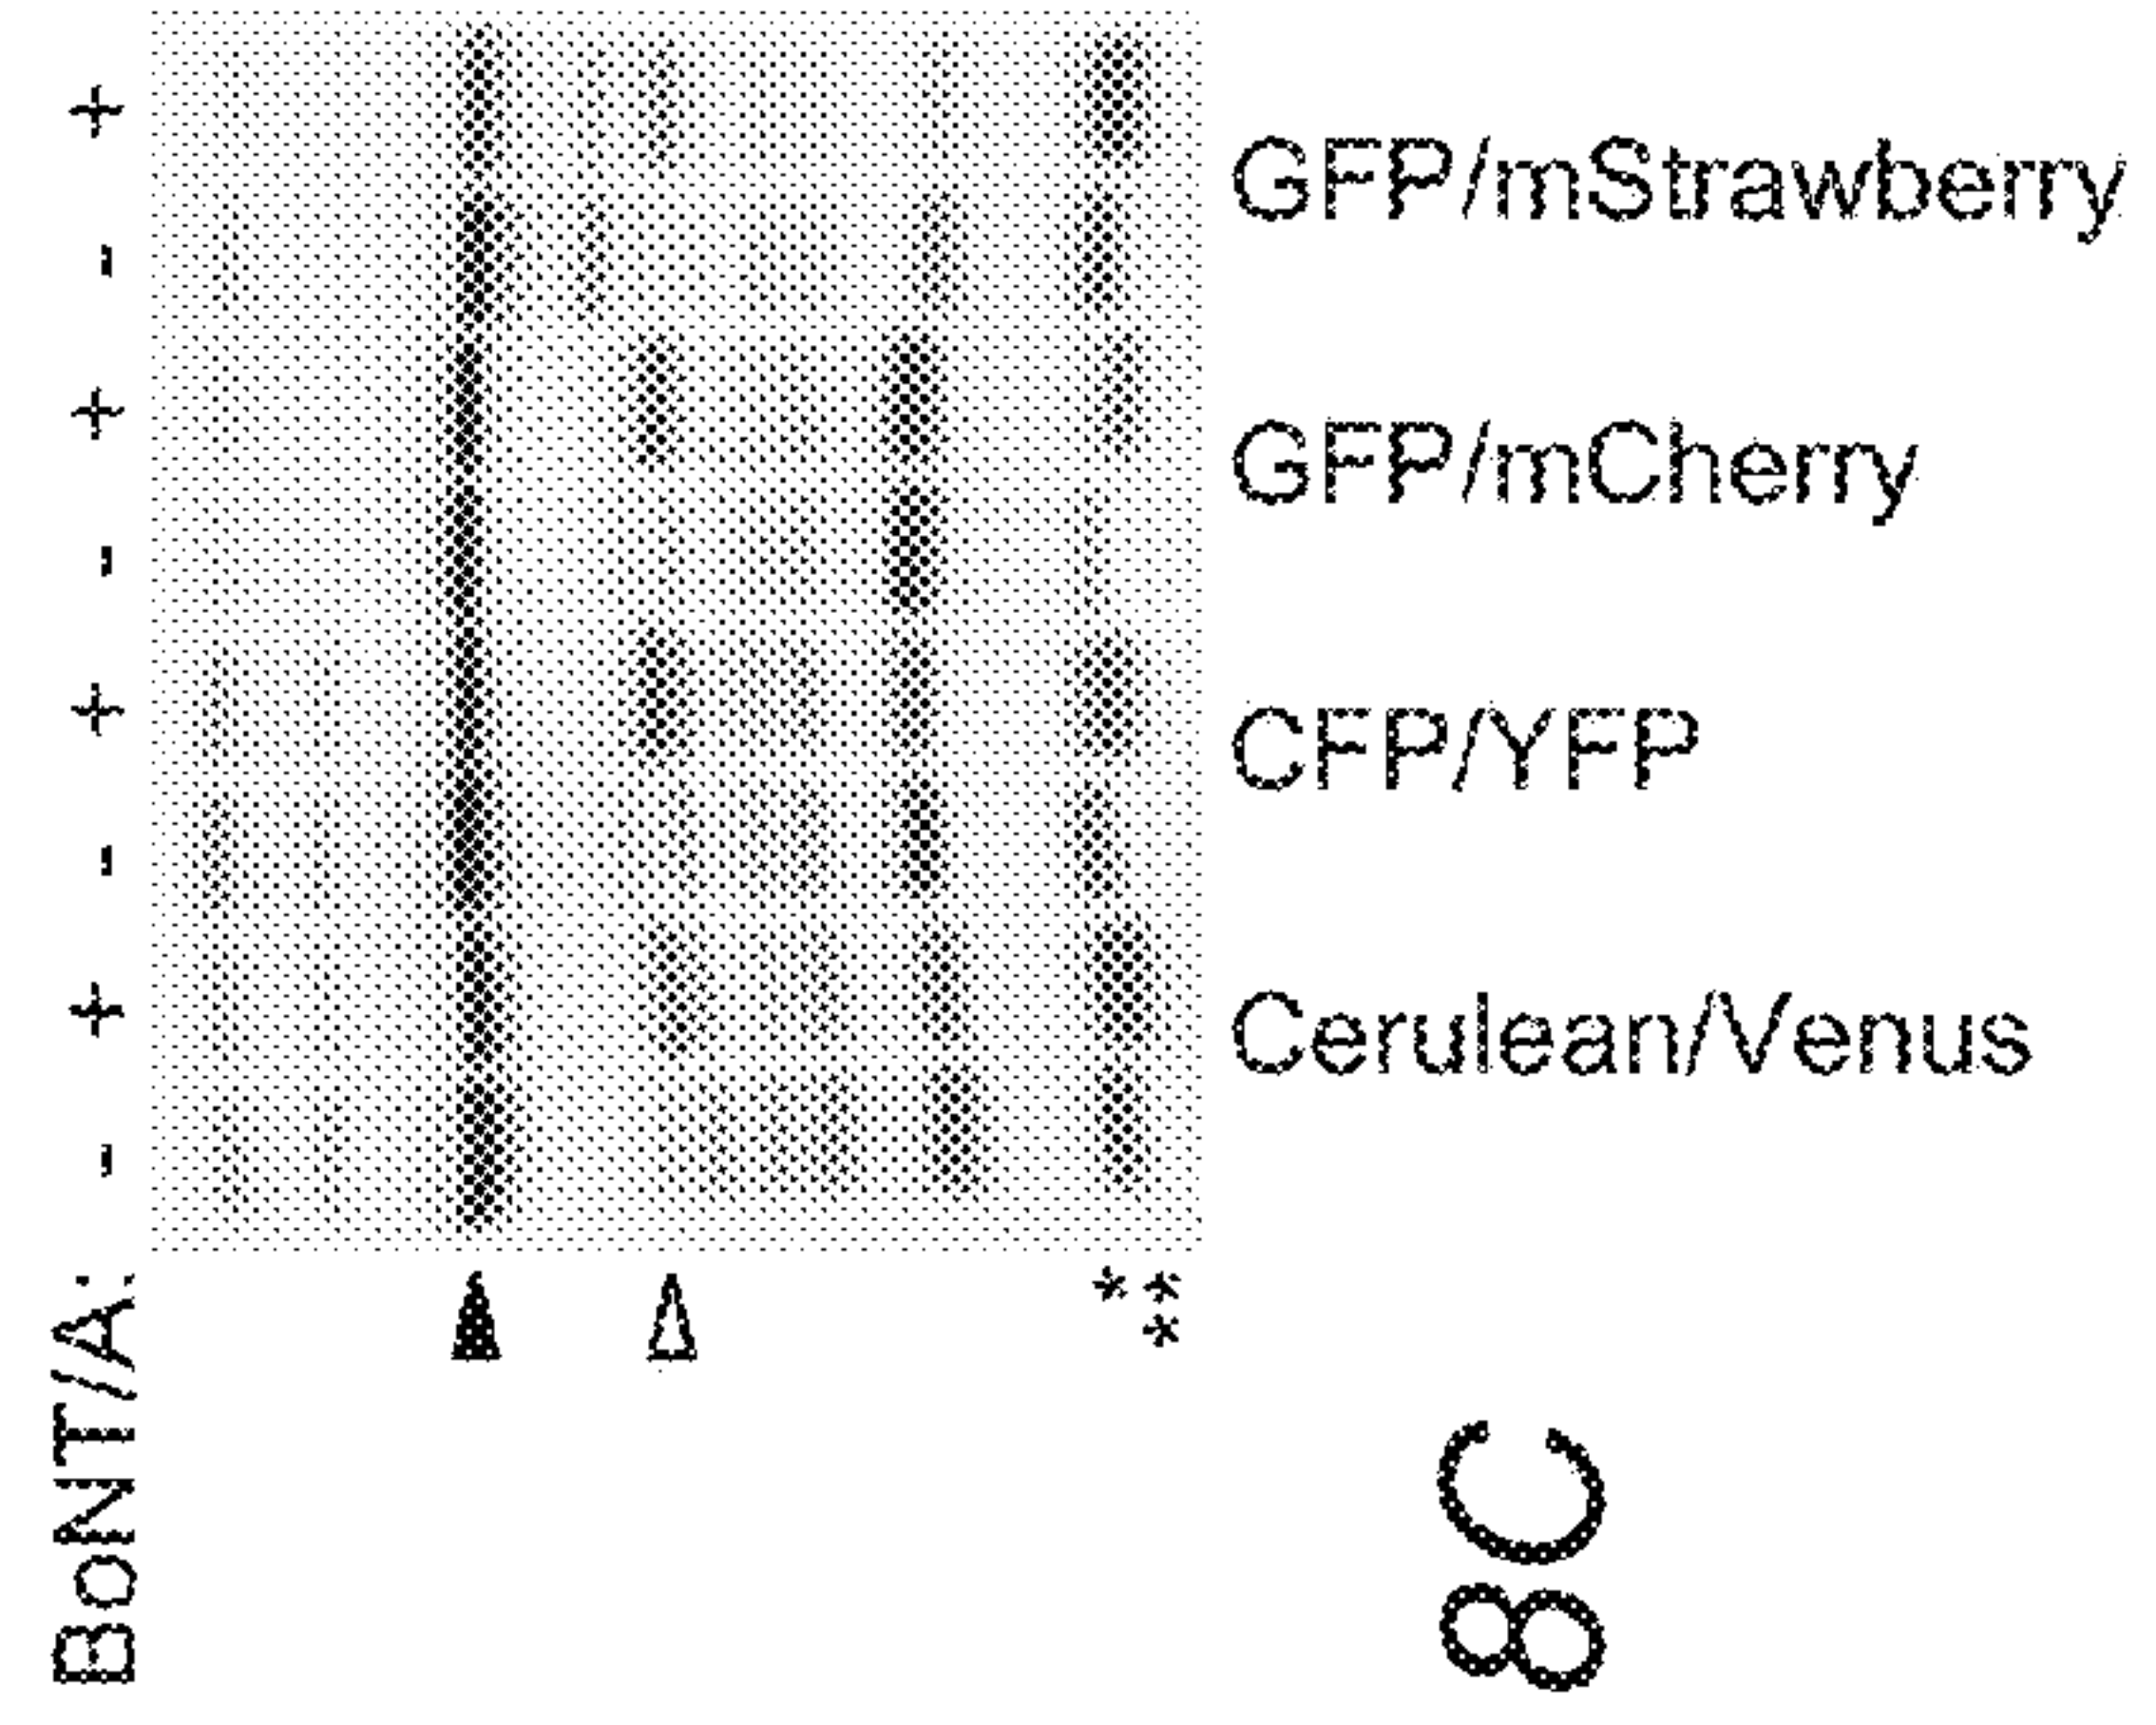 BoNT/A: - + - + - + - +
* 
**
Cerulean/Venus
CFP/YFP
GFP/mCherry
GFP/mStrawberry
8C